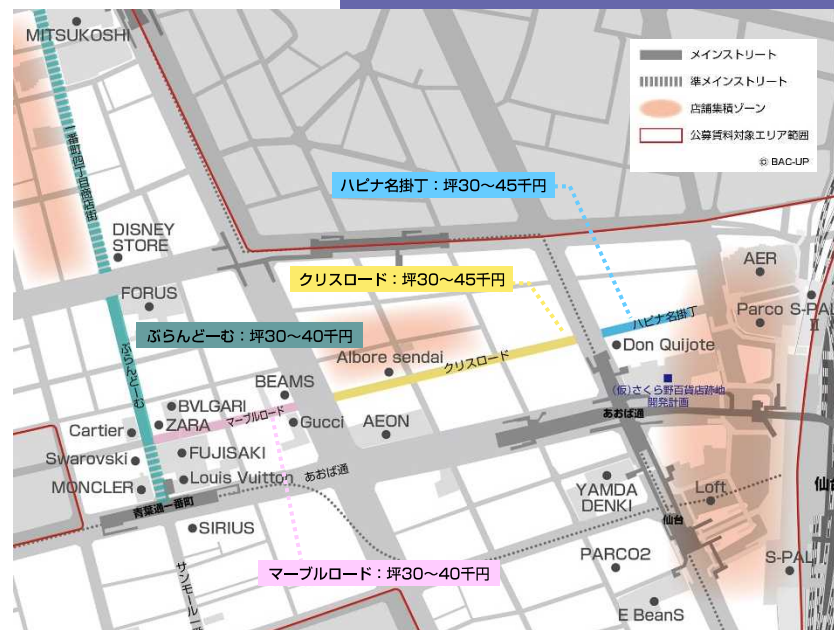 MITSUKOSHI
メインストリート
準メインストリート
店舗集積ゾーン
公募賃料対象エリア範囲
© BAC-UP
一番町四丁目商店街
ハピナ名掛丁：坪30～45千円
DISNEY
STORE
クリスロード：坪30～45千円
AER
FORUS
Parco
S-PAL
II
ぶらんどーむ：坪30～40千円
ハピナ名掛丁
Don Quijote
ぶらんどーむ
Albore sendai
クリスロード
BEAMS
(仮)さくら野百貨店跡地
開発計画
BVLGARI
マーブルロード
あおば通
Cartier
ZARA
Gucci
AEON
Swarovski
FUJISAKI
MONCLER
Louis Vuitton
あおば通
YAMDA
DENKI
Loft
仙台
青葉通一番町
SIRIUS
仙台
サンモール一
マーブルロード：坪30～40千円
PARCO2
S-PAL
E BeanS